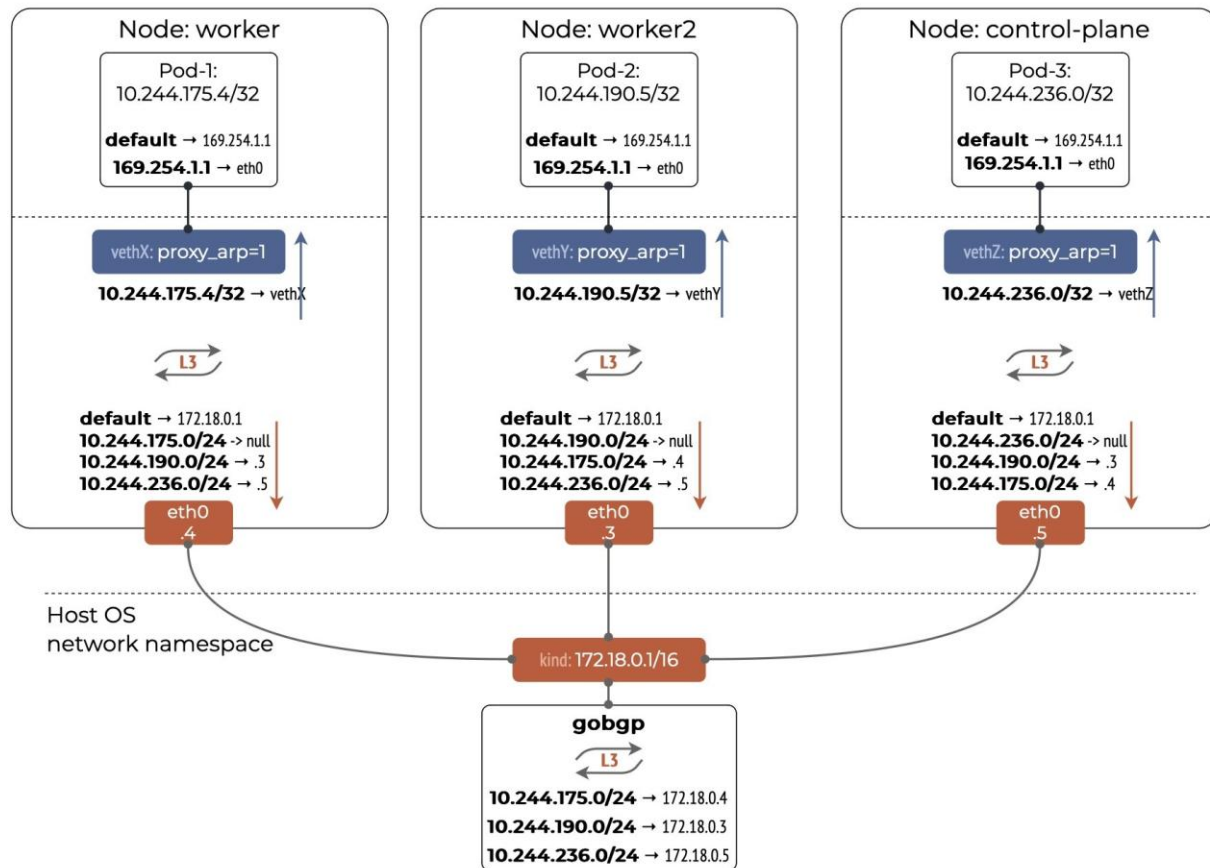 Node: worker
Pod-1:
10.244.175.4/32
default → 169.254.1.1
169.254.1.1 → eth0
vethX: proxy_arp=1
10.244.175.4/32 → vethX
L3
default → 172.18.0.1
10.244.175.0/24 -> null
10.244.190.0/24 → .3
10.244.236.0/24 → .5
eth0
.4
Node: worker2
Pod-2:
10.244.190.5/32
default → 169.254.1.1
169.254.1.1 → eth0
vethY: proxy_arp=1
10.244.190.5/32 → vethY
L3
default → 172.18.0.1
10.244.190.0/24 -> null
10.244.175.0/24 → .4
10.244.236.0/24 → .5
eth0
.3
Node: control-plane
Pod-3:
10.244.236.0/32
default → 169.254.1.1
169.254.1.1 → eth0
vethZ: proxy_arp=1
10.244.236.0/32 → vethZ
L3
default → 172.18.0.1
10.244.236.0/24 -> null
10.244.190.0/24 → .3
10.244.175.0/24 → .4
eth0
.5
Host OS
network namespace
kind: 172.18.0.1/16
gobgp
L3
10.244.175.0/24 → 172.18.0.4
10.244.190.0/24 → 172.18.0.3
10.244.236.0/24 → 172.18.0.5